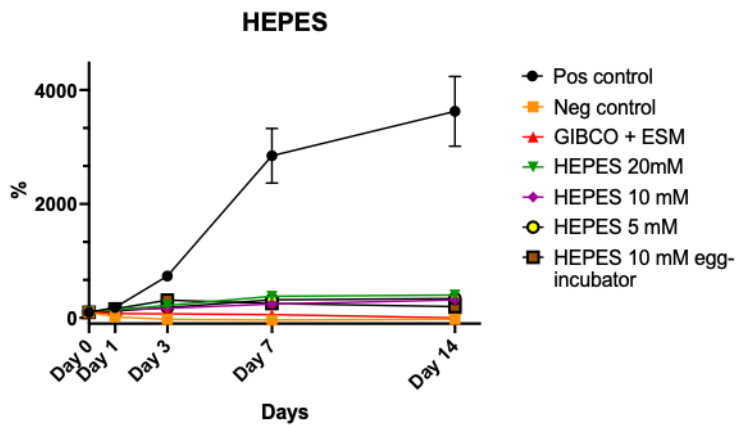 HEPES
4000
2000
0
%
Day 0
Day 1
Day 3
Day 7
Day 14
Days
Pos control
Neg control
GIBCO + ESM
HEPES 20mM
HEPES 10 mM
HEPES 5 mM
HEPES 10 mM egg-
incubator